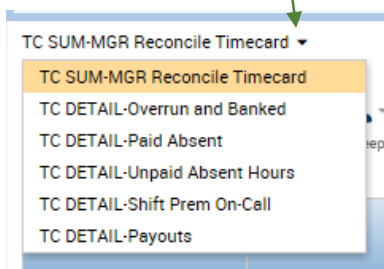 TC SUM-MGR Reconcile Timecard
TC SUM-MGR Reconcile Timecard
TC DETAIL-Overrun and Banked
TC DETAIL-Paid Absent
TC DETAIL-Unpaid Absent Hours
TC DETAIL-Shift Prem On-Call
TC DETAIL-Payouts